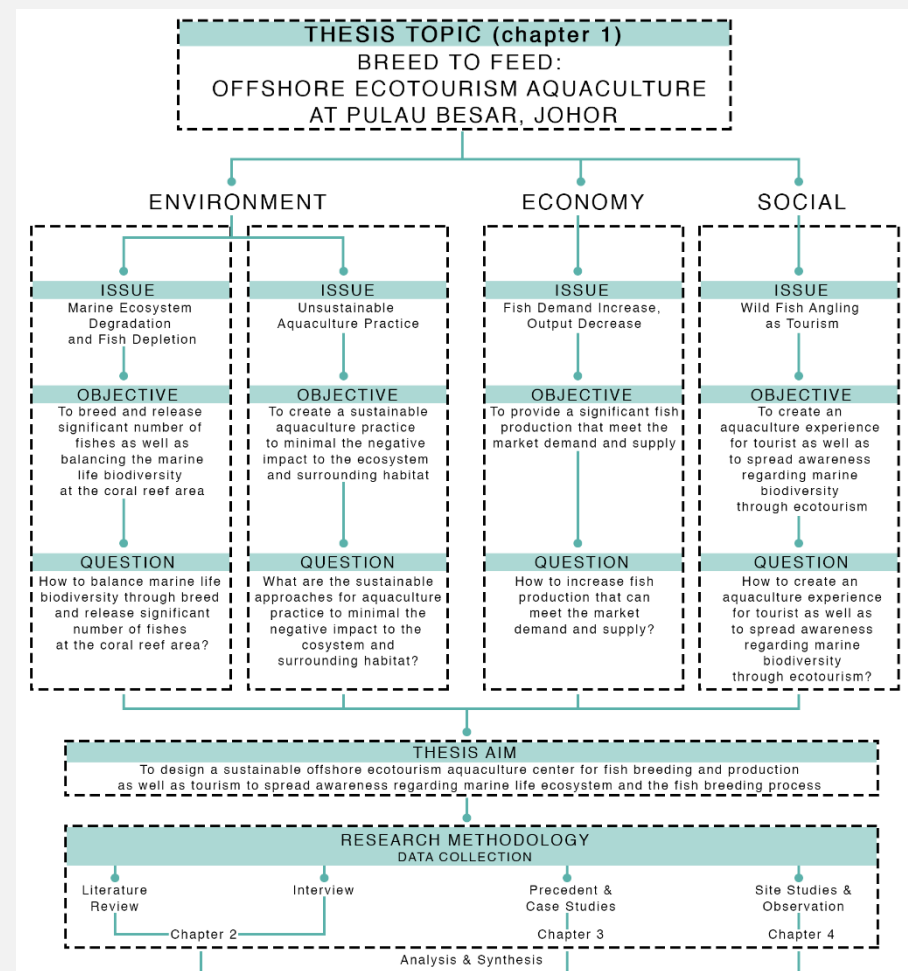 THESIS TOPIC (chapter 1)
BREED TO FEED:
OFFSHORE ECOTOURISM AQUACULTURE
AT PULAU BESAR, JOHOR
ENVIRONMENT
ECONOMY
SOCIAL
ISSUE
Marine Ecosystem
Degradation
and Fish Depletion
OBJECTIVE
To breed and release
significant number of
fishes as well as
balancing the marine
life biodiversity
at the coral reef area
QUESTION
How to balance marine life
biodiversity through breed
and release significant
number of fishes
at the coral reef area?
ISSUE
Unsustainable
Aquaculture Practice
OBJECTIVE
To create a sustainable
aquaculture practice
to minimal the negative
impact to the ecosystem
and surrounding habitat
QUESTION
What are the sustainable
approaches for aquaculture
practice to minimal the
negative impact to the
cosystem and
surrounding habitat?
ISSUE
Fish Demand Increase,
Output Decrease
OBJECTIVE
To provide a significant fish
production that meet the
market demand and supply
QUESTION
How to increase fish
production that can
meet the market
demand and supply?
ISSUE
Wild Fish Angling
as Tourism
OBJECTIVE
To create an
aquaculture experience
for tourist as well as
to spread awareness
regarding marine
biodiversity
through ecotourism
QUESTION
How to create an
aquaculture experience
for tourist as well as
to spread awareness
regarding marine
biodiversity
through ecotourism?
THESIS AIM
To design a sustainable offshore ecotourism aquaculture center for fish breeding and production
as well as tourism to spread awareness regarding marine life ecosystem and the fish breeding process
RESEARCH METHODOLOGY
DATA COLLECTION
Literature
Review
Interview
Chapter 2
Precedent &
Case Studies
Chapter 3
Site Studies &
Observation
Chapter 4
Analysis & Synthesis